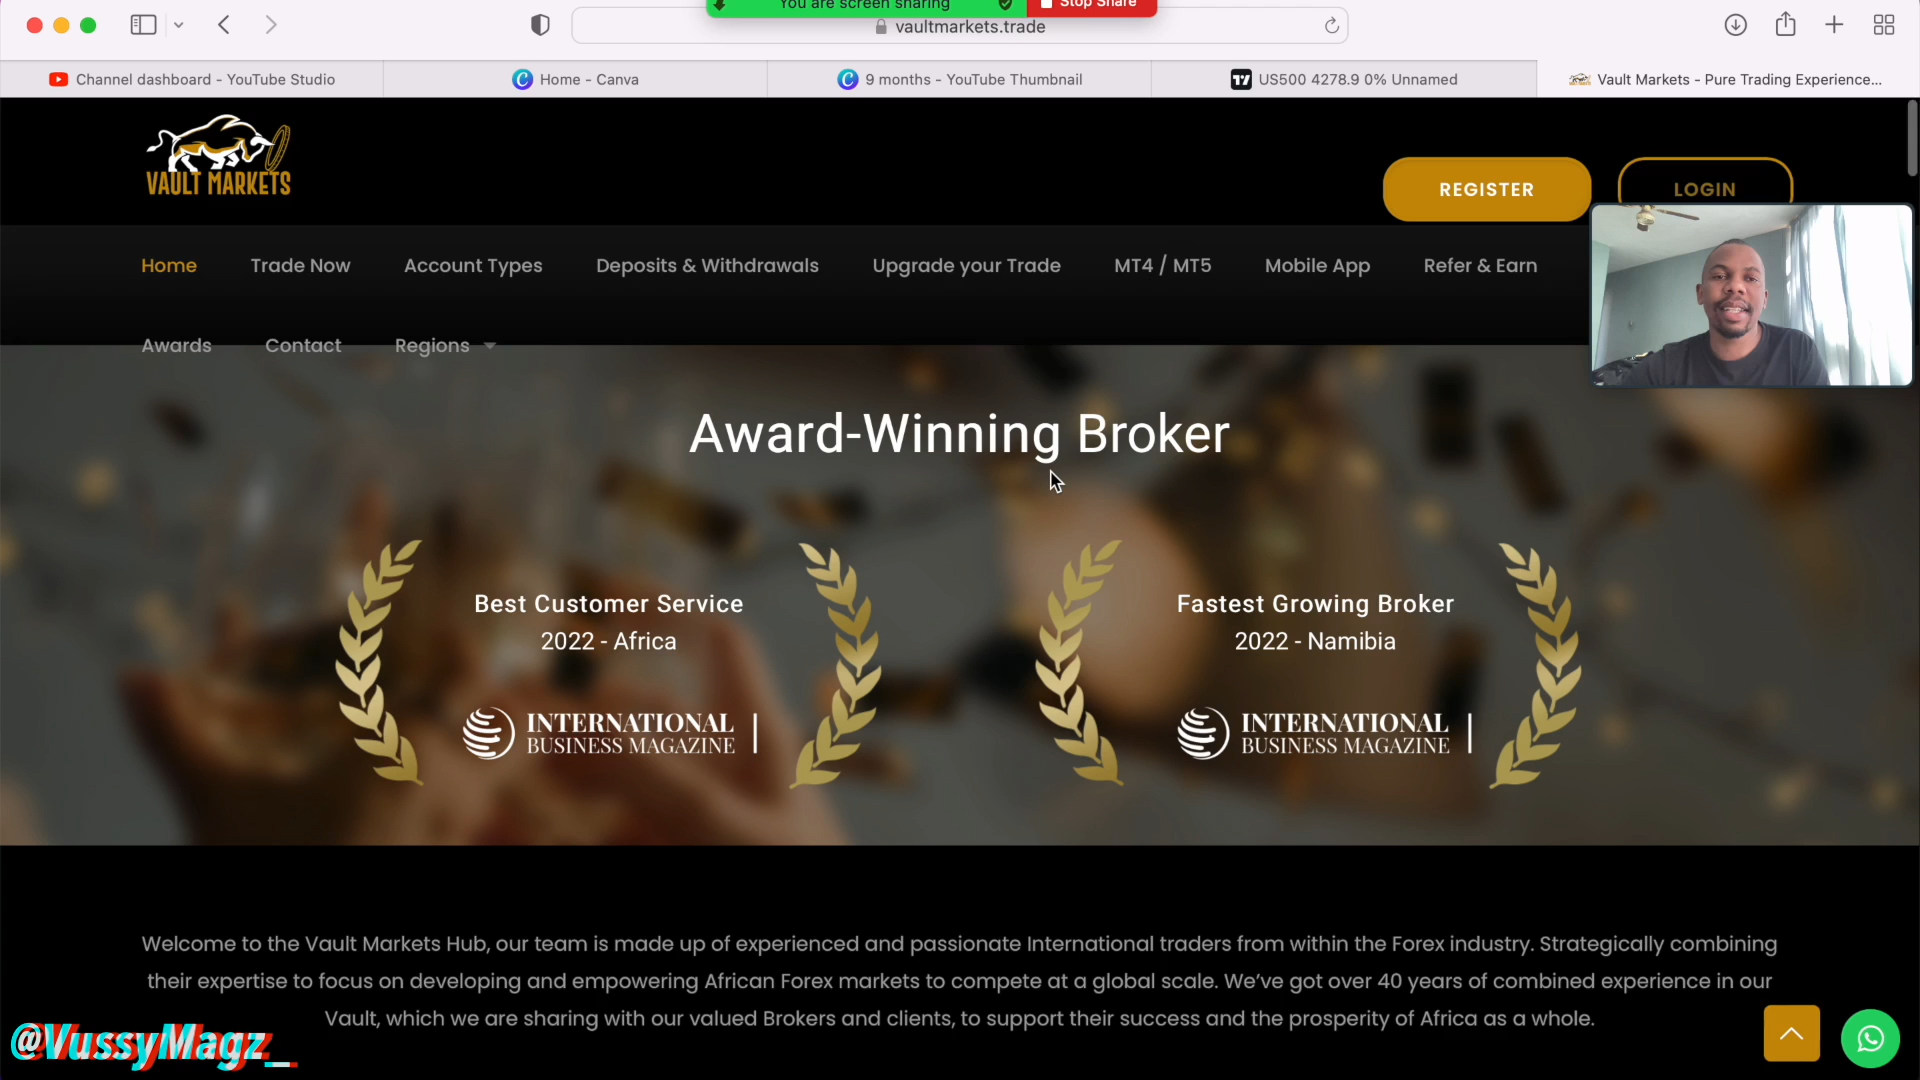 You are screen sharing
Stop Share
vaultmarkets.trade
Channel dashboard - YouTube Studio
Home - Canva
9 months - YouTube Thumbnail
US500 4278.9 0% Unnamed
Vault Markets - Pure Trading Experience...
VAULT MARKETS
REGISTER
LOGIN
Home
Trade Now
Account Types
Deposits & Withdrawals
Upgrade your Trade
MT4 / MT5
Mobile App
Refer & Earn
Awards
Contact
Regions
Award-Winning Broker
Best Customer Service
2022 - Africa
INTERNATIONAL
BUSINESS MAGAZINE
Fastest Growing Broker
2022 - Namibia
INTERNATIONAL
BUSINESS MAGAZINE
Welcome to the Vault Markets Hub, our team is made up of experienced and passionate International traders from within the Forex industry. Strategically combining
their expertise to focus on developing and empowering African Forex markets to compete at a global scale. We've got over 40 years of combined experience in our
Vault, which we are sharing with our valued Brokers and clients, to support their success and the prosperity of Africa as a whole.
@VussyMagz_